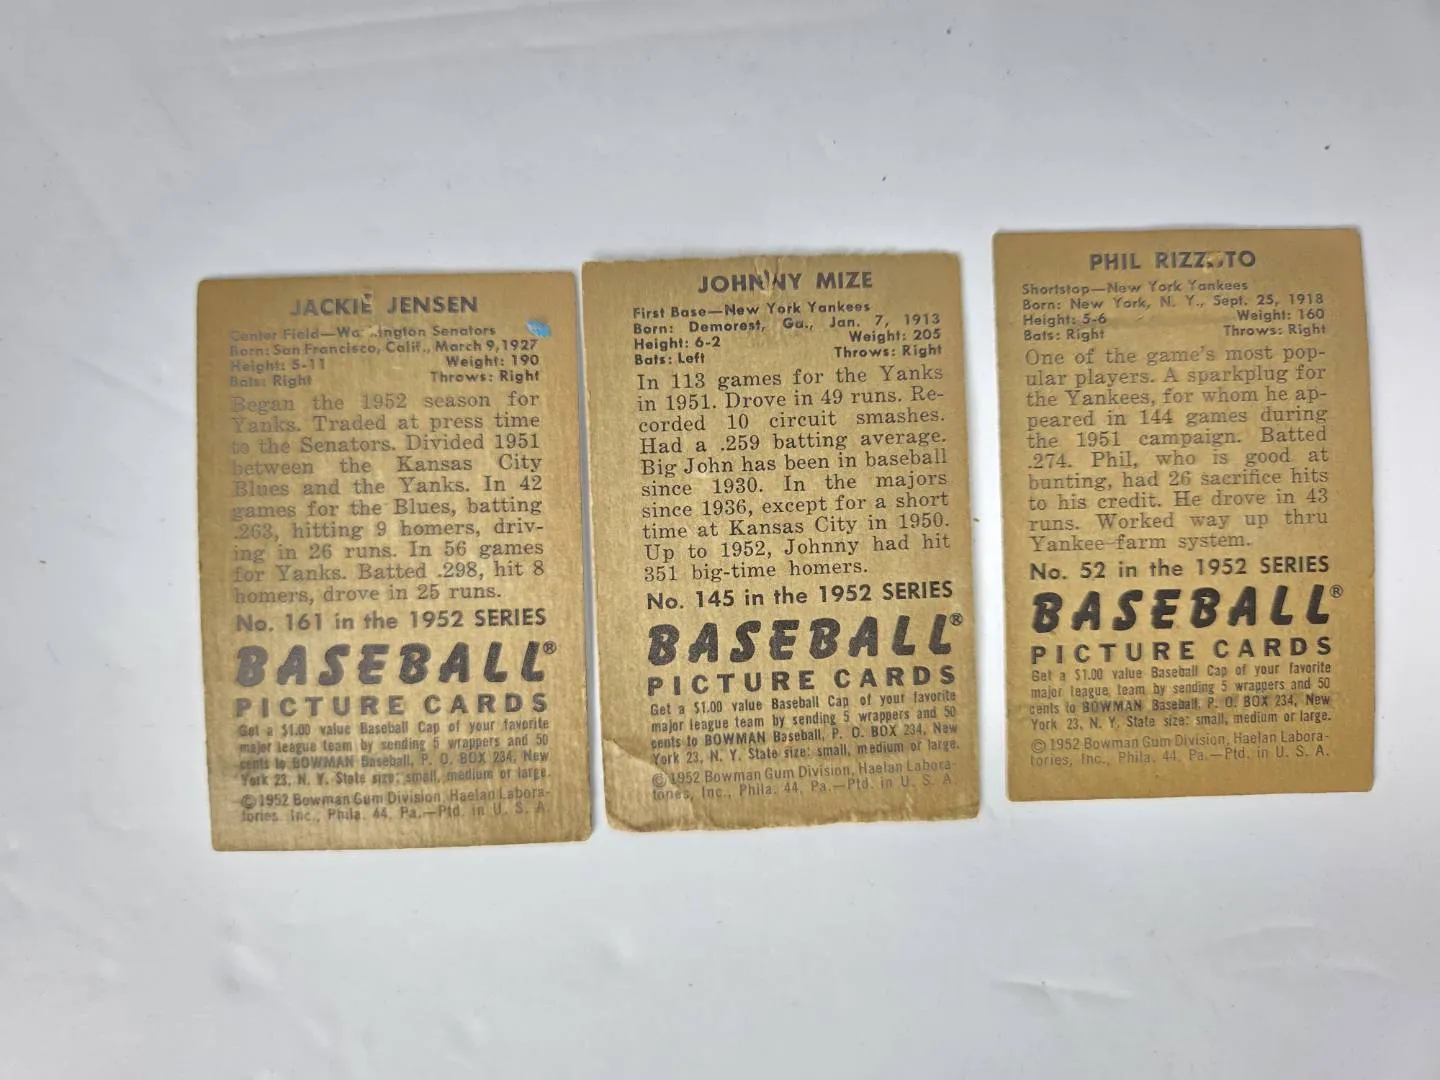 JACKIE JENSEN
Center Field—Wa ington Senators
Born: San Francisco, Calif., March 9, 1927
Height: 5-11 Weight: 190
Bats: Right Throws: Right
Began the 1952 season for
Yanks. Traded at press time
to the Senators. Divided 1951
between the Kansas City
Blues and the Yanks. In 42
games for the Blues, batting
.263, hitting 9 homers, driv-
ing in 26 runs. In 56 games
for Yanks. Batted .298, hit 8
homers, drove in 25 runs.
No. 161 in the 1952 SERIES
BASEBALL®
PICTURE CARDS
Get a $1.00 value Baseball Cap of your favorite
major league team by sending 5 wrappers and 50
cents to BOWMAN Baseball, P. O. BOX 234, New
York 23, N. Y. State size: small, medium or large.
©1952 Bowman Gum Division, Haelan Labora-
tories, Inc., Phila. 44, Pa.—Ptd. in U. S. A.
JOHNNY MIZE
First Base—New York Yankees
Born: Demorest, Ga., Jan. 7, 1913
Height: 6-2 Weight: 205
Bats: Left Throws: Right
In 113 games for the Yanks
in 1951. Drove in 49 runs. Re-
corded 10 circuit smashes.
Had a .259 batting average.
Big John has been in baseball
since 1930. In the majors
since 1936, except for a short
time at Kansas City in 1950.
Up to 1952, Johnny had hit
351 big-time homers.
No. 145 in the 1952 SERIES
BASEBALL®
PICTURE CARDS
Get a $1.00 value Baseball Cap of your favorite
major league team by sending 5 wrappers and 50
cents to BOWMAN Baseball, P. O. BOX 234, New
York 23, N. Y. State size: small, medium or large.
©1952 Bowman Gum Division, Haelan Labora-
tories, Inc., Phila. 44, Pa.—Ptd. in U. S. A.
PHIL RIZZUTO
Shortstop—New York Yankees
Born: New York, N. Y., Sept. 25, 1918
Height: 5-6 Weight: 160
Bats: Right Throws: Right
One of the game's most pop-
ular players. A sparkplug for
the Yankees, for whom he ap-
peared in 144 games during
the 1951 campaign. Batted
.274. Phil, who is good at
bunting, had 26 sacrifice hits
to his credit. He drove in 43
runs. Worked way up thru
Yankee farm system.
No. 52 in the 1952 SERIES
BASEBALL®
PICTURE CARDS
Get a $1.00 value Baseball Cap of your favorite
major league team by sending 5 wrappers and 50
cents to BOWMAN Baseball, P. O. BOX 234, New
York 23, N. Y. State size: small, medium or large.
©1952 Bowman Gum Division, Haelan Labora-
tories, Inc., Phila. 44, Pa.—Ptd. in U. S. A.